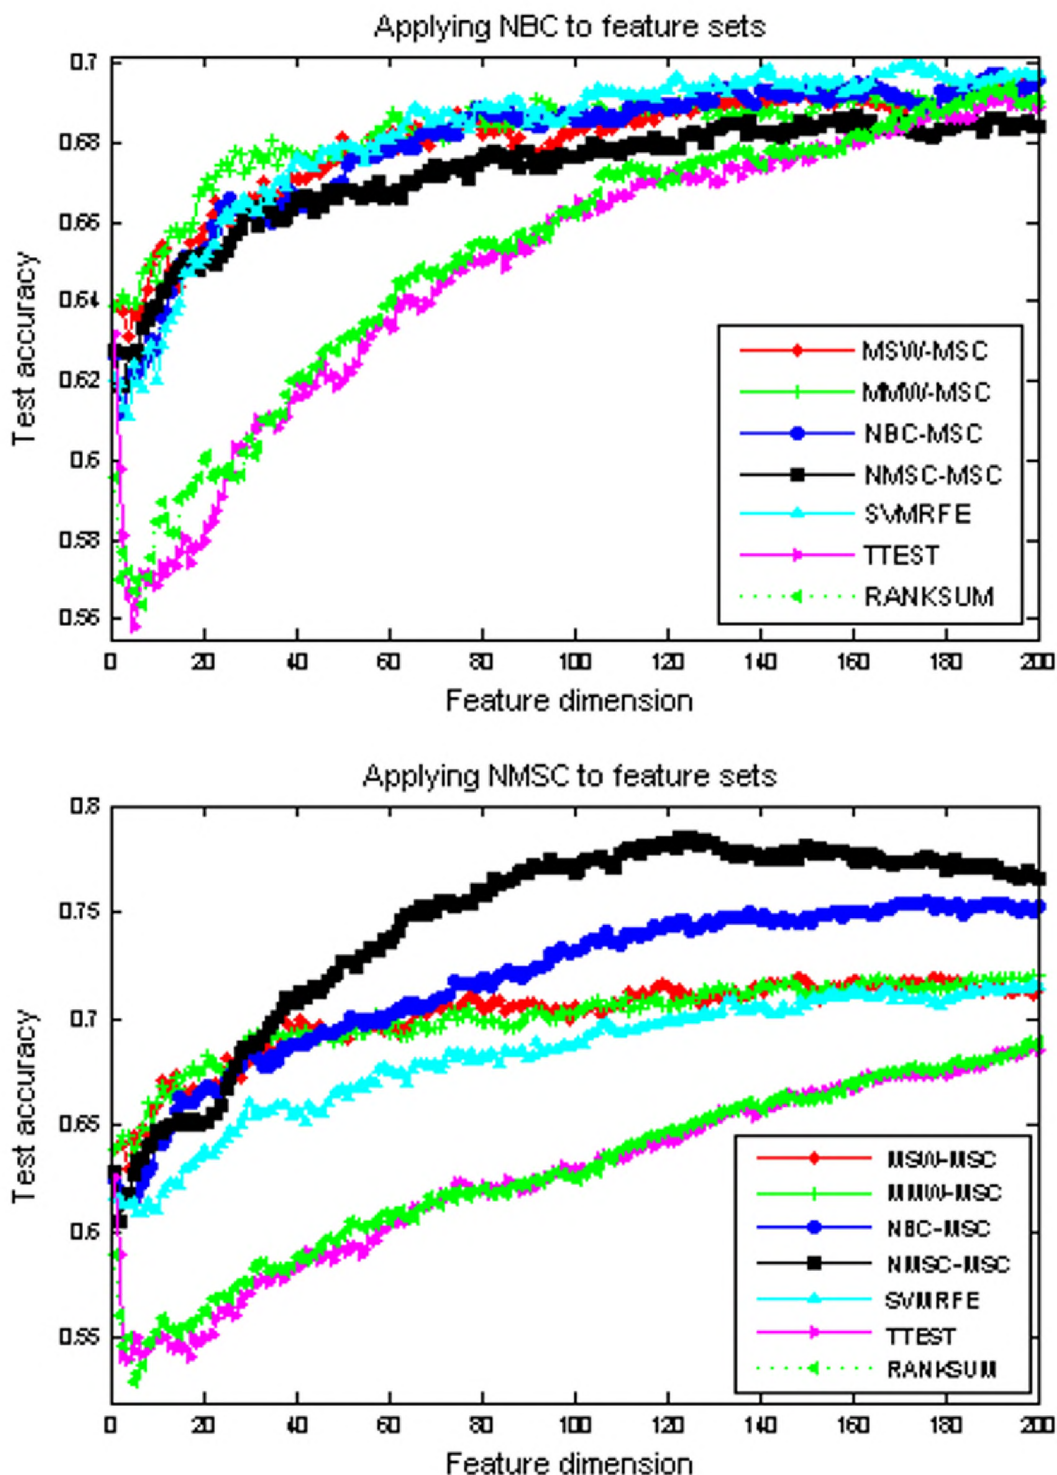 Applying NBC to feature sets
0.7
0.68
0.66
0.64
0.62
0.6
0.58
0.56
Test accuracy
MSW-MSC
MMW-MSC
NBC-MSC
NMSC-MSC
SVMRFE
TTEST
RANKSUM
0 20 40 60 80 100 120 140 160 180 200
Feature dimension
Applying NMSC to feature sets
0.8
0.75
0.7
0.65
0.6
0.55
Test accuracy
MSW-MSC
MMW-MSC
NBC-MSC
NMSC-MSC
SVMRFE
TTEST
RANKSUM
0 20 40 60 80 100 120 140 160 180 200
Feature dimension